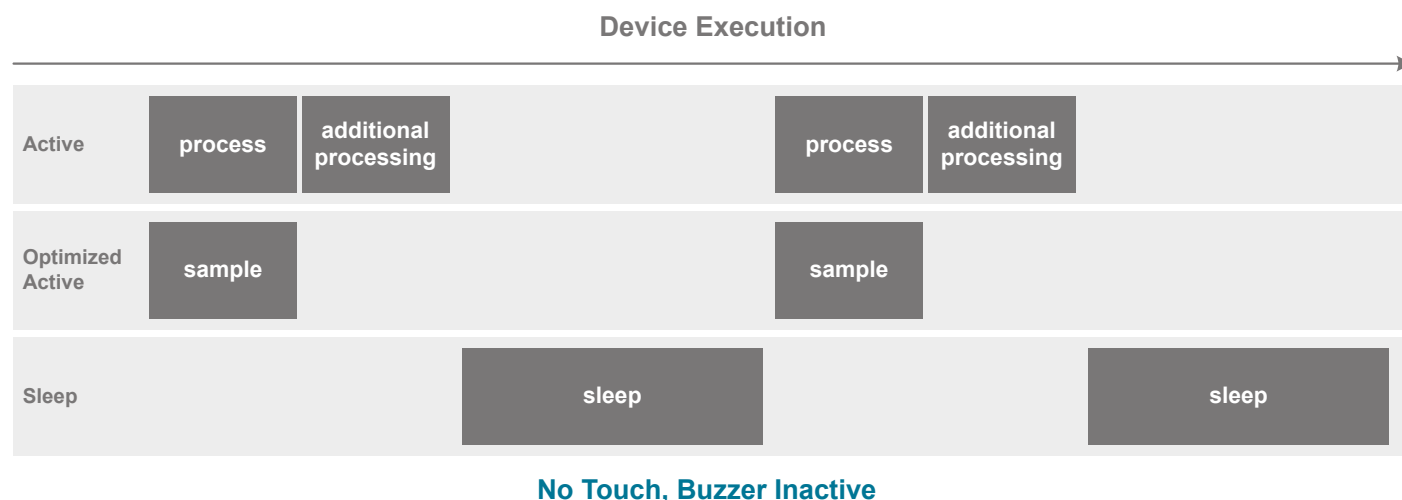 Device Execution
Active
process
additional
processing
process
additional
processing
Optimized
Active
sample
sample
Sleep
sleep
sleep
No Touch, Buzzer Inactive